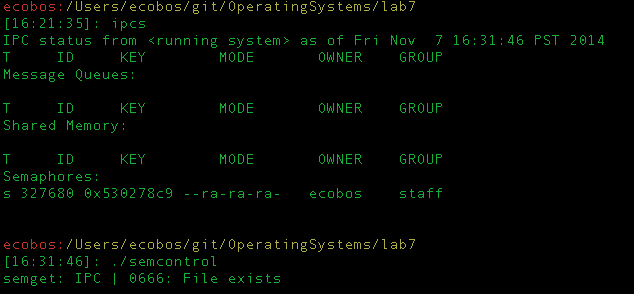 ecobos:/Users/ecobos/git/OperatingSystems/lab7
[16:21:35]: ipcs
IPC status from <running system> as of Fri Nov  7 16:31:46 PST 2014
T     ID     KEY        MODE       OWNER    GROUP
Message Queues:
T     ID     KEY        MODE       OWNER    GROUP
Shared Memory:
T     ID     KEY        MODE       OWNER    GROUP
Semaphores:
s 327680 0x530278c9 --ra-ra-ra-   ecobos    staff
ecobos:/Users/ecobos/git/OperatingSystems/lab7
[16:31:46]: ./semcontrol
semget: IPC | 0666: File exists